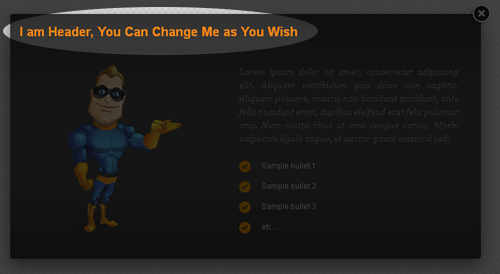 I am Header, You Can Change Me as You Wish
Lorem ipsum dolor sit amet, consectetur adipiscing
elit. Aliquam vestibulum quis diam non sagittis.
Aliquam posuere, mauris non tincidunt tincidunt, ante
felis tincidunt enim, dapibus eleifend erat felis pulvinar
orci. Nam mattis risus ut eros congue varius. Morbi
vulputate ligula augue, et auctor ipsum euismod sed.
Sample bullet 1
Sample bullet 2
Sample bullet 3
etc...